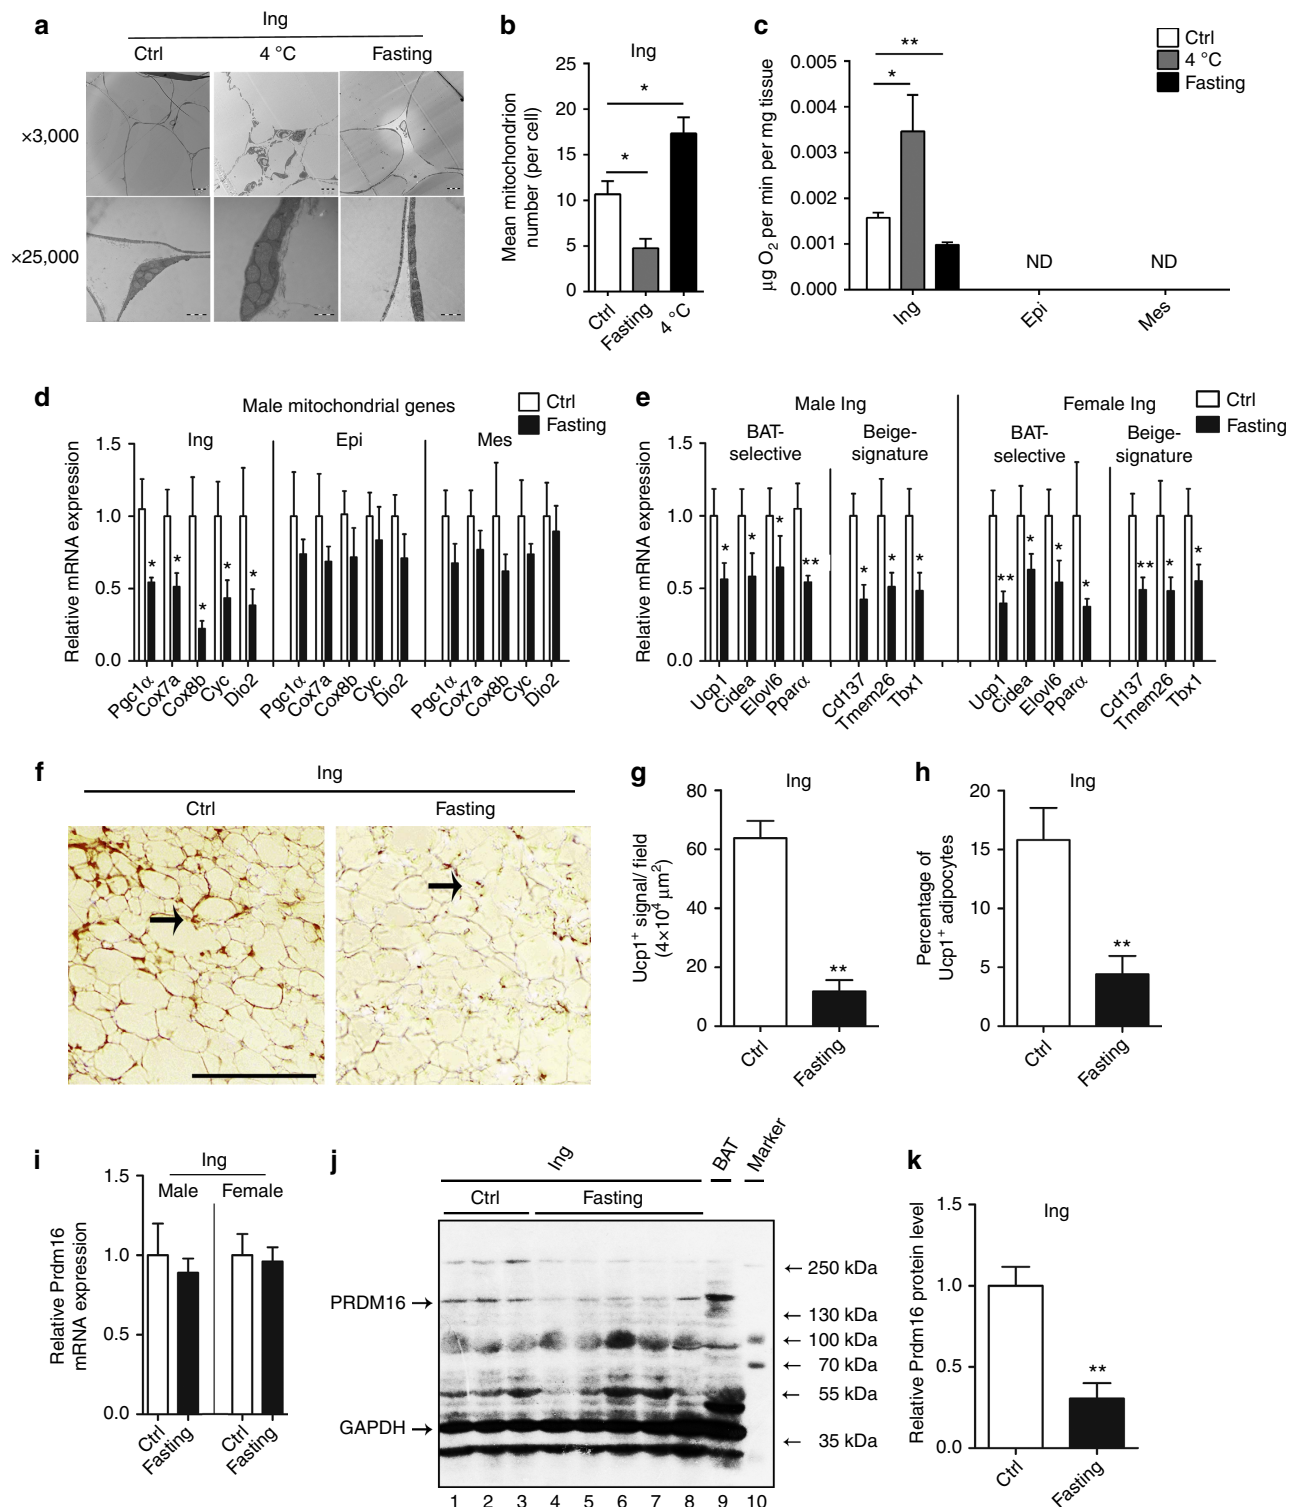 a
Ing
Ctrl 4 °C Fasting
×3,000
×25,000
b
Ing
Mean mitochondrion
number (per cell)
25
20
15
10
5
0
*
*
Ctrl Fasting 4 °C
c
Ctrl
4 °C
Fasting
µg O2 per min per mg tissue
0.005
0.004
0.003
0.002
0.001
0.000
**
*
ND ND
Ing Epi Mes
d
Male mitochondrial genes
Ctrl
Fasting
Ing Epi Mes
Relative mRNA expression
1.5
1.0
0.5
0.0
* * * * *
Pgc1α Cox7a Cox8b Cyc Dio2 Pgc1α Cox7a Cox8b Cyc Dio2 Pgc1α Cox7a Cox8b Cyc Dio2
e
Male Ing Female Ing
Ctrl
Fasting
BAT-
selective
Beige-
signature
BAT-
selective
Beige-
signature
Relative mRNA expression
1.5
1.0
0.5
0.0
* * * ** * * * ** * * * ** * *
Ucp1 Cidea Elovl6 Pparα Cd137 Tmem26 Tbx1 Ucp1 Cidea Elovl6 Pparα Cd137 Tmem26 Tbx1
f
Ing
Ctrl Fasting
g
Ing
Ucp1+ signal/ field
(4×10⁴ µm²)
80
60
40
20
0
**
Ctrl Fasting
h
Ing
Percentage of
Ucp1+ adipocytes
20
15
10
5
0
**
Ctrl Fasting
i
Ing
Male Female
Relative Prdm16
mRNA expression
1.5
1.0
0.5
0.0
Ctrl Fasting Ctrl Fasting
j
Ing BAT Marker
Ctrl Fasting
PRDM16 →
GAPDH →
← 250 kDa
← 130 kDa
← 100 kDa
← 70 kDa
← 55 kDa
← 35 kDa
1 2 3 4 5 6 7 8 9 10
k
Ing
Relative Prdm16 protein level
1.5
1.0
0.5
0.0
**
Ctrl Fasting